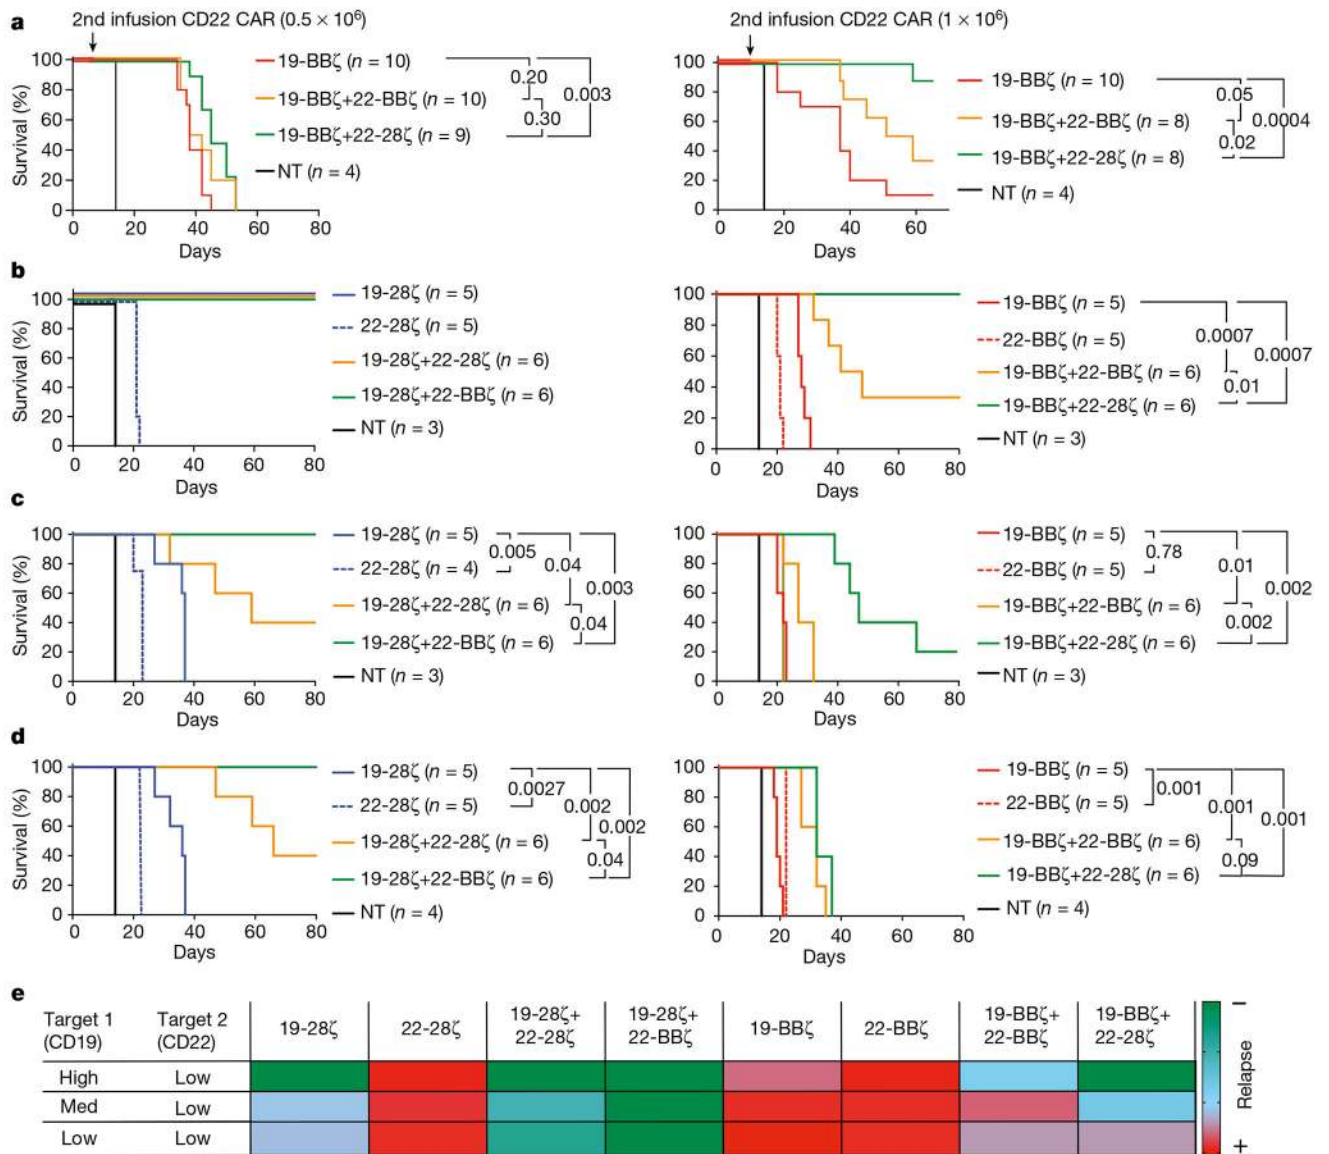 a
2nd infusion CD22 CAR (0.5 × 10⁶)
Survival (%)
100
80
60
40
20
0
0 20 40 60 80
Days
19-BBζ (n = 10)
19-BBζ+22-BBζ (n = 10)
19-BBζ+22-28ζ (n = 9)
NT (n = 4)
0.20
0.003
0.30
2nd infusion CD22 CAR (1 × 10⁶)
Survival (%)
100
80
60
40
20
0
0 20 40 60
Days
19-BBζ (n = 10)
19-BBζ+22-BBζ (n = 8)
19-BBζ+22-28ζ (n = 8)
NT (n = 4)
0.05
0.0004
0.02
b
Survival (%)
100
80
60
40
20
0
0 20 40 60 80
Days
19-28ζ (n = 5)
22-28ζ (n = 5)
19-28ζ+22-28ζ (n = 6)
19-28ζ+22-BBζ (n = 6)
NT (n = 3)
Survival (%)
100
80
60
40
20
0
0 20 40 60 80
Days
19-BBζ (n = 5)
22-BBζ (n = 5)
19-BBζ+22-BBζ (n = 6)
19-BBζ+22-28ζ (n = 6)
NT (n = 3)
0.0007
0.0007
0.01
c
Survival (%)
100
80
60
40
20
0
0 20 40 60 80
Days
19-28ζ (n = 5)
22-28ζ (n = 4)
19-28ζ+22-28ζ (n = 6)
19-28ζ+22-BBζ (n = 6)
NT (n = 3)
0.005
0.04
0.003
0.04
Survival (%)
100
80
60
40
20
0
0 20 40 60 80
Days
19-BBζ (n = 5)
22-BBζ (n = 5)
19-BBζ+22-BBζ (n = 6)
19-BBζ+22-28ζ (n = 6)
NT (n = 3)
0.78
0.01
0.002
0.002
d
Survival (%)
100
80
60
40
20
0
0 20 40 60 80
Days
19-28ζ (n = 5)
22-28ζ (n = 5)
19-28ζ+22-28ζ (n = 6)
19-28ζ+22-BBζ (n = 6)
NT (n = 4)
0.0027
0.002
0.002
0.04
Survival (%)
100
80
60
40
20
0
0 20 40 60 80
Days
19-BBζ (n = 5)
22-BBζ (n = 5)
19-BBζ+22-BBζ (n = 6)
19-BBζ+22-28ζ (n = 6)
NT (n = 4)
0.001
0.001
0.001
0.09
e
Target 1 (CD19)
Target 2 (CD22)
19-28ζ
22-28ζ
19-28ζ+ 22-28ζ
19-28ζ+ 22-BBζ
19-BBζ
22-BBζ
19-BBζ+ 22-BBζ
19-BBζ+ 22-28ζ
High Low
Med Low
Low Low
−
Relapse
+